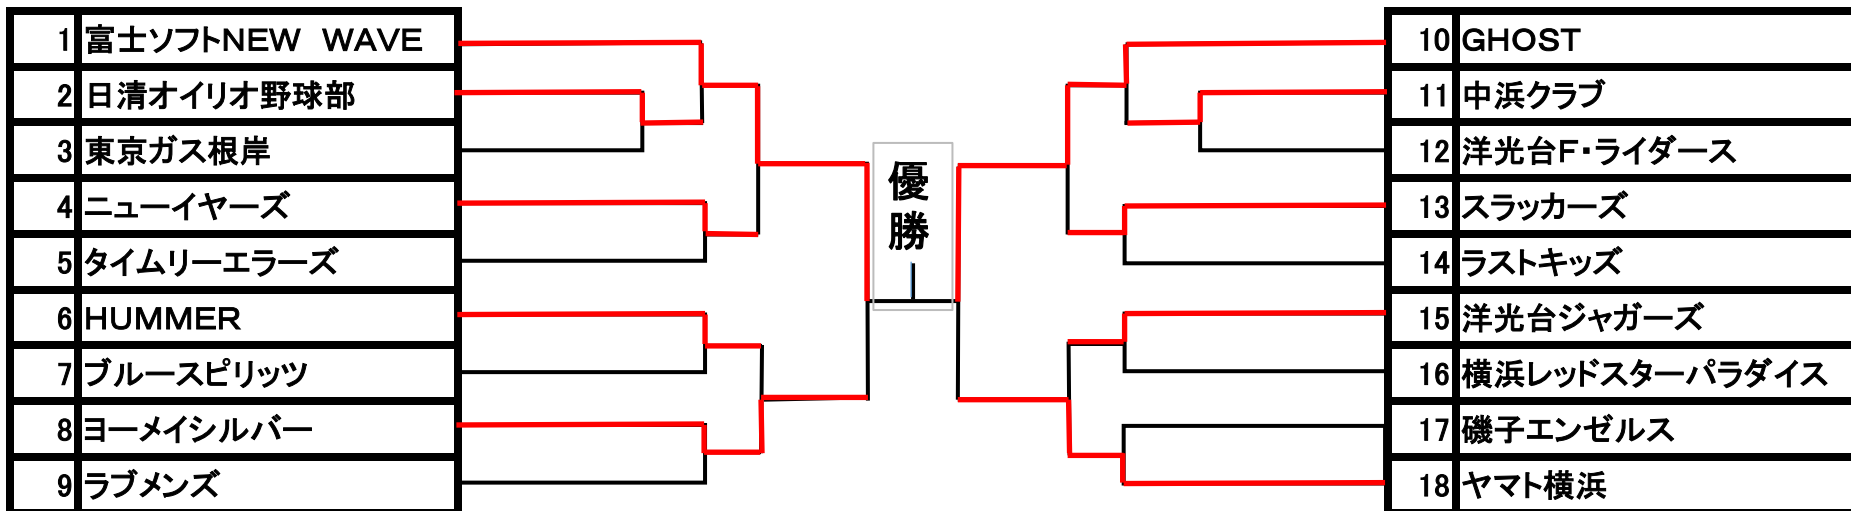 1 富士ソフトNEW　WAVE
2 日清オイリオ野球部
3 東京ガス根岸
4 ニューイヤーズ
5 タイムリーエラーズ
6 HUMMER
7 ブルースピリッツ
8 ヨーメイシルバー
9 ラブメンズ
優
勝
10 GHOST
11 中浜クラブ
12 洋光台F・ライダース
13 スラッカーズ
14 ラストキッズ
15 洋光台ジャガーズ
16 横浜レッドスターパラダイス
17 磯子エンゼルス
18 ヤマト横浜